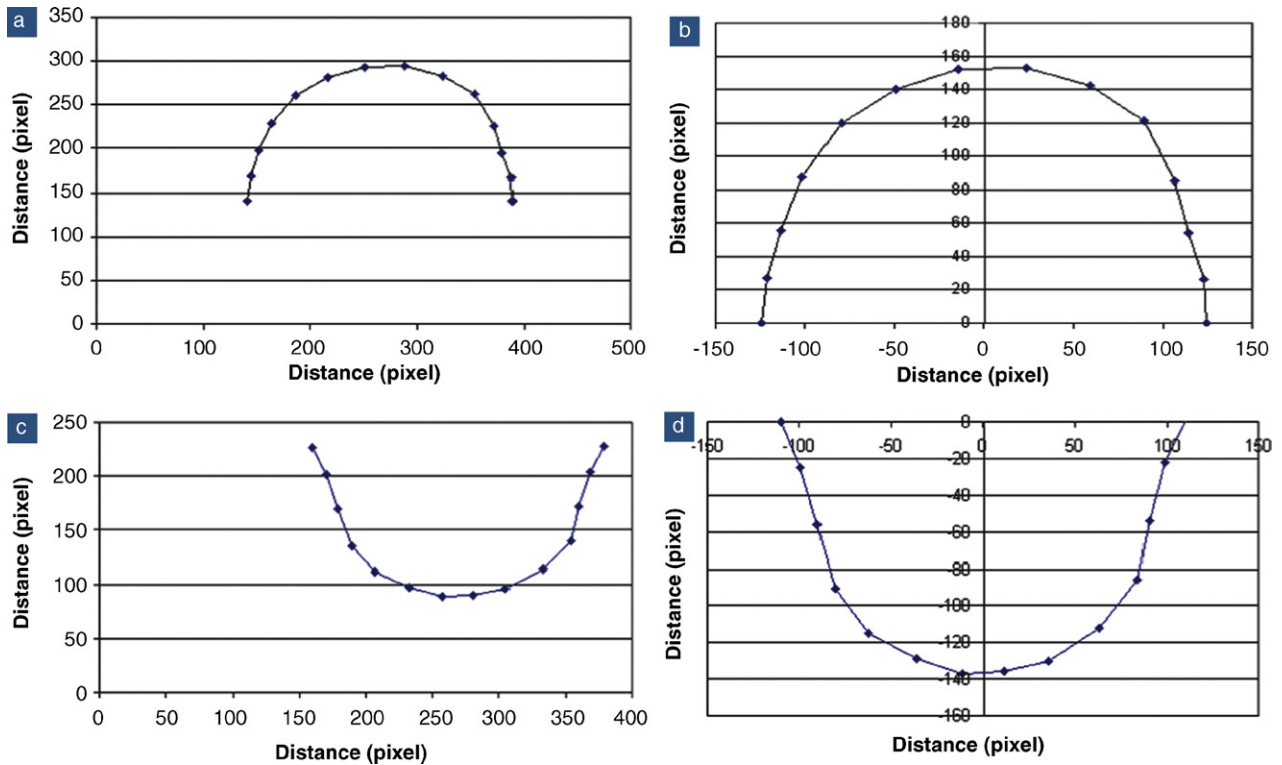 a
350
300
250
200
150
100
50
0
0 100 200 300 400 500
Distance (pixel)
Distance (pixel)
b
180
160
140
120
100
80
60
40
20
0
-150 -100 -50 0 50 100 150
Distance (pixel)
Distance (pixel)
c
250
200
150
100
50
0
0 50 100 150 200 250 300 350 400
Distance (pixel)
Distance (pixel)
d
0
-150 -100 -50 0 50 100 150
-20
-40
-60
-80
-100
-120
-140
-160
Distance (pixel)
Distance (pixel)